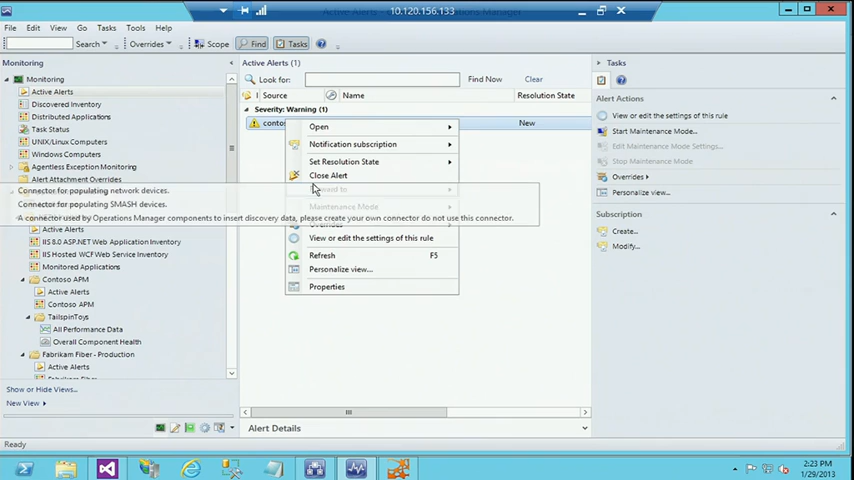 10.120.156.133
Active Alerts
Operations Manager
File Edit View Go Tasks Tools Help
Search Overrides Scope Find Tasks
Monitoring
Monitoring
Active Alerts
Discovered Inventory
Distributed Applications
Task Status
UNIX/Linux Computers
Windows Computers
Agentless Exception Monitoring
Alert Attachment Overrides
Connector for populating network devices.
Connector for populating SMASH devices.
A connector used by Operations Manager components to insert discovery data, please create your own connector do not use this connector.
Active Alerts
IIS 8.0 ASP.NET Web Application Inventory
IIS Hosted WCF Web Service Inventory
Monitored Applications
Contoso APM
Active Alerts
Contoso APM
TailspinToys
All Performance Data
Overall Component Health
Fabrikam Fiber - Production
Active Alerts
Show or Hide Views...
New View
Active Alerts (1)
Look for: Find Now Clear
Source Name Resolution State
Severity: Warning (1)
New
Open
Notification subscription
Set Resolution State
Close Alert
Maintenance Mode
Overrides
View or edit the settings of this rule
Refresh F5
Personalize view...
Properties
Alert Details
Tasks
Alert Actions
View or edit the settings of this rule
Start Maintenance Mode...
Edit Maintenance Mode Settings...
Stop Maintenance Mode
Overrides
Personalize view...
Subscription
Create...
Modify...
Ready
2:23 PM
1/29/2013